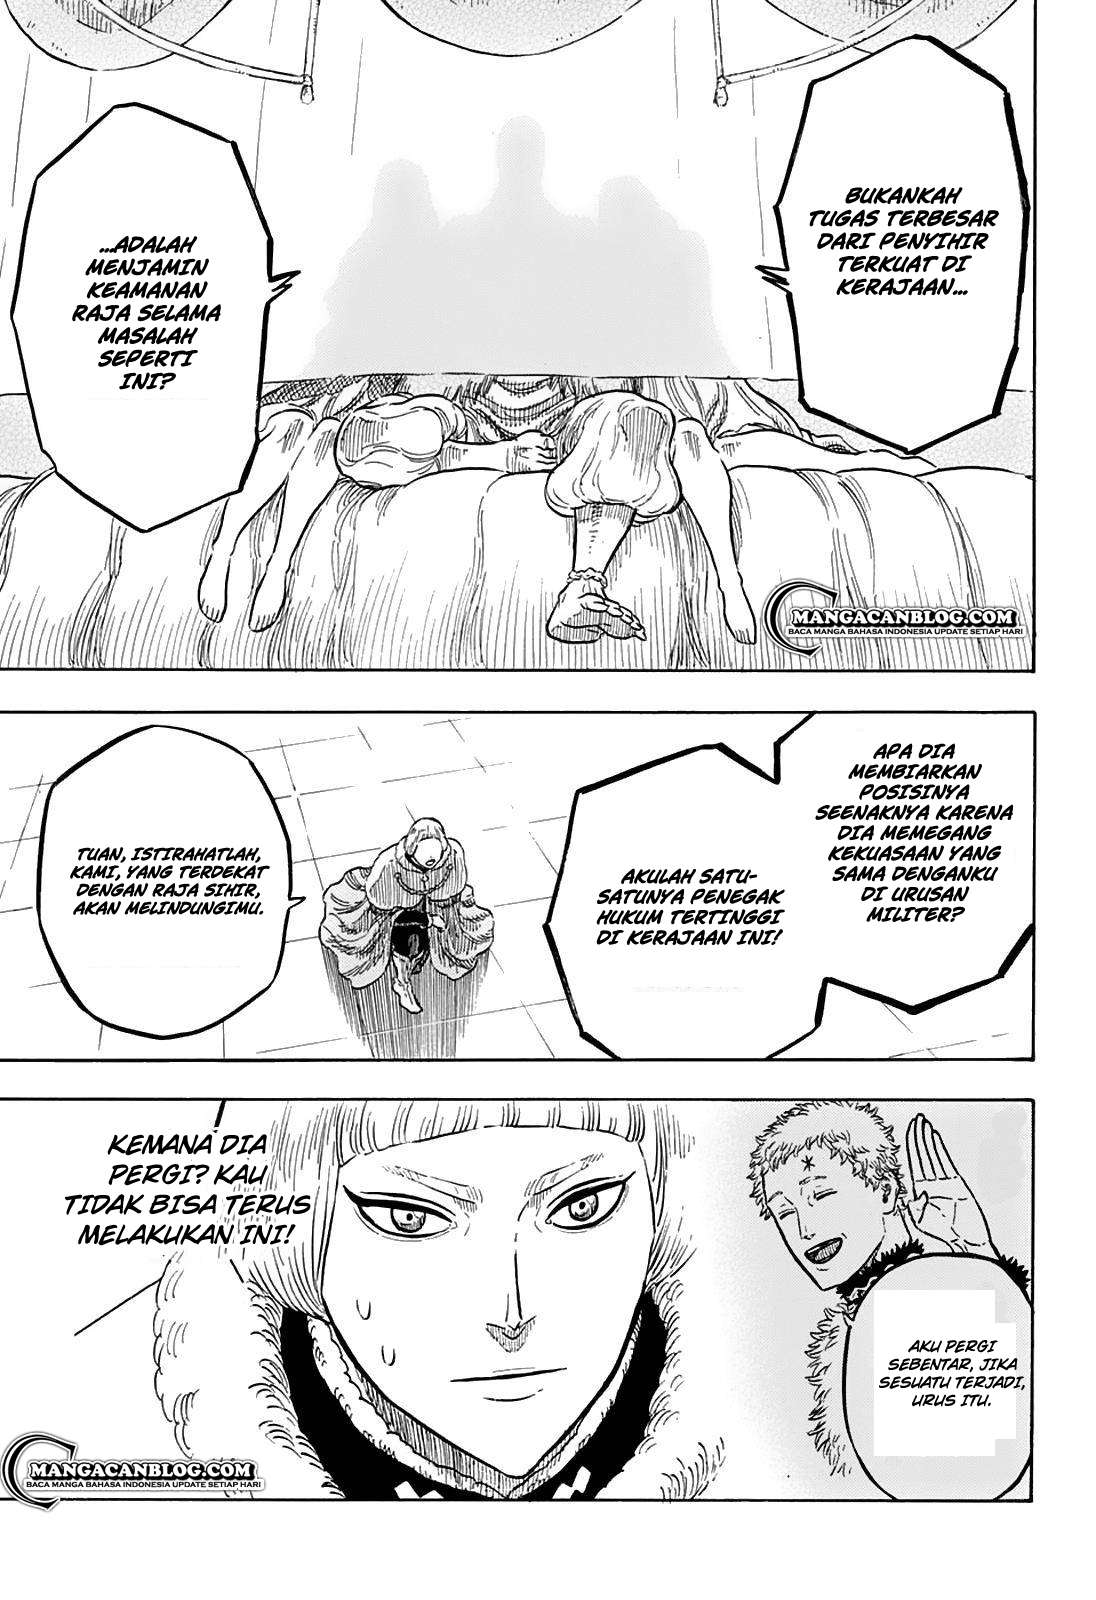 BUKANKAH
TUGAS TERBESAR
DARI PENYIHIR
TERKUAT DI
KERAJAAN...
...ADALAH
MENJAMIN
KEAMANAN
RAJA SELAMA
MASALAH
SEPERTI
INI?
MANGACANBLOG.COM
BACA MANGA BAHASA INDONESIA UPDATE SETIAP HARI
APA DIA
MEMBIARKAN
POSISINYA
SEENAKNYA KARENA
DIA MEMEGANG
KEKUASAAN YANG
SAMA DENGANKU
DI URUSAN
MILITER?
AKULAH SATU-
SATUNYA PENEGAK
HUKUM TERTINGGI
DI KERAJAAN INI!
TUAN, ISTIRAHATLAH,
KAMI, YANG TERDEKAT
DENGAN RAJA SIHIR,
AKAN MELINDUNGIMU.
AKU PERGI
SEBENTAR, JIKA
SESUATU TERJADI,
URUS ITU.
KEMANA DIA
PERGI? KAU
TIDAK BISA TERUS
MELAKUKAN INI!
MANGACANBLOG.COM
BACA MANGA BAHASA INDONESIA UPDATE SETIAP HARI